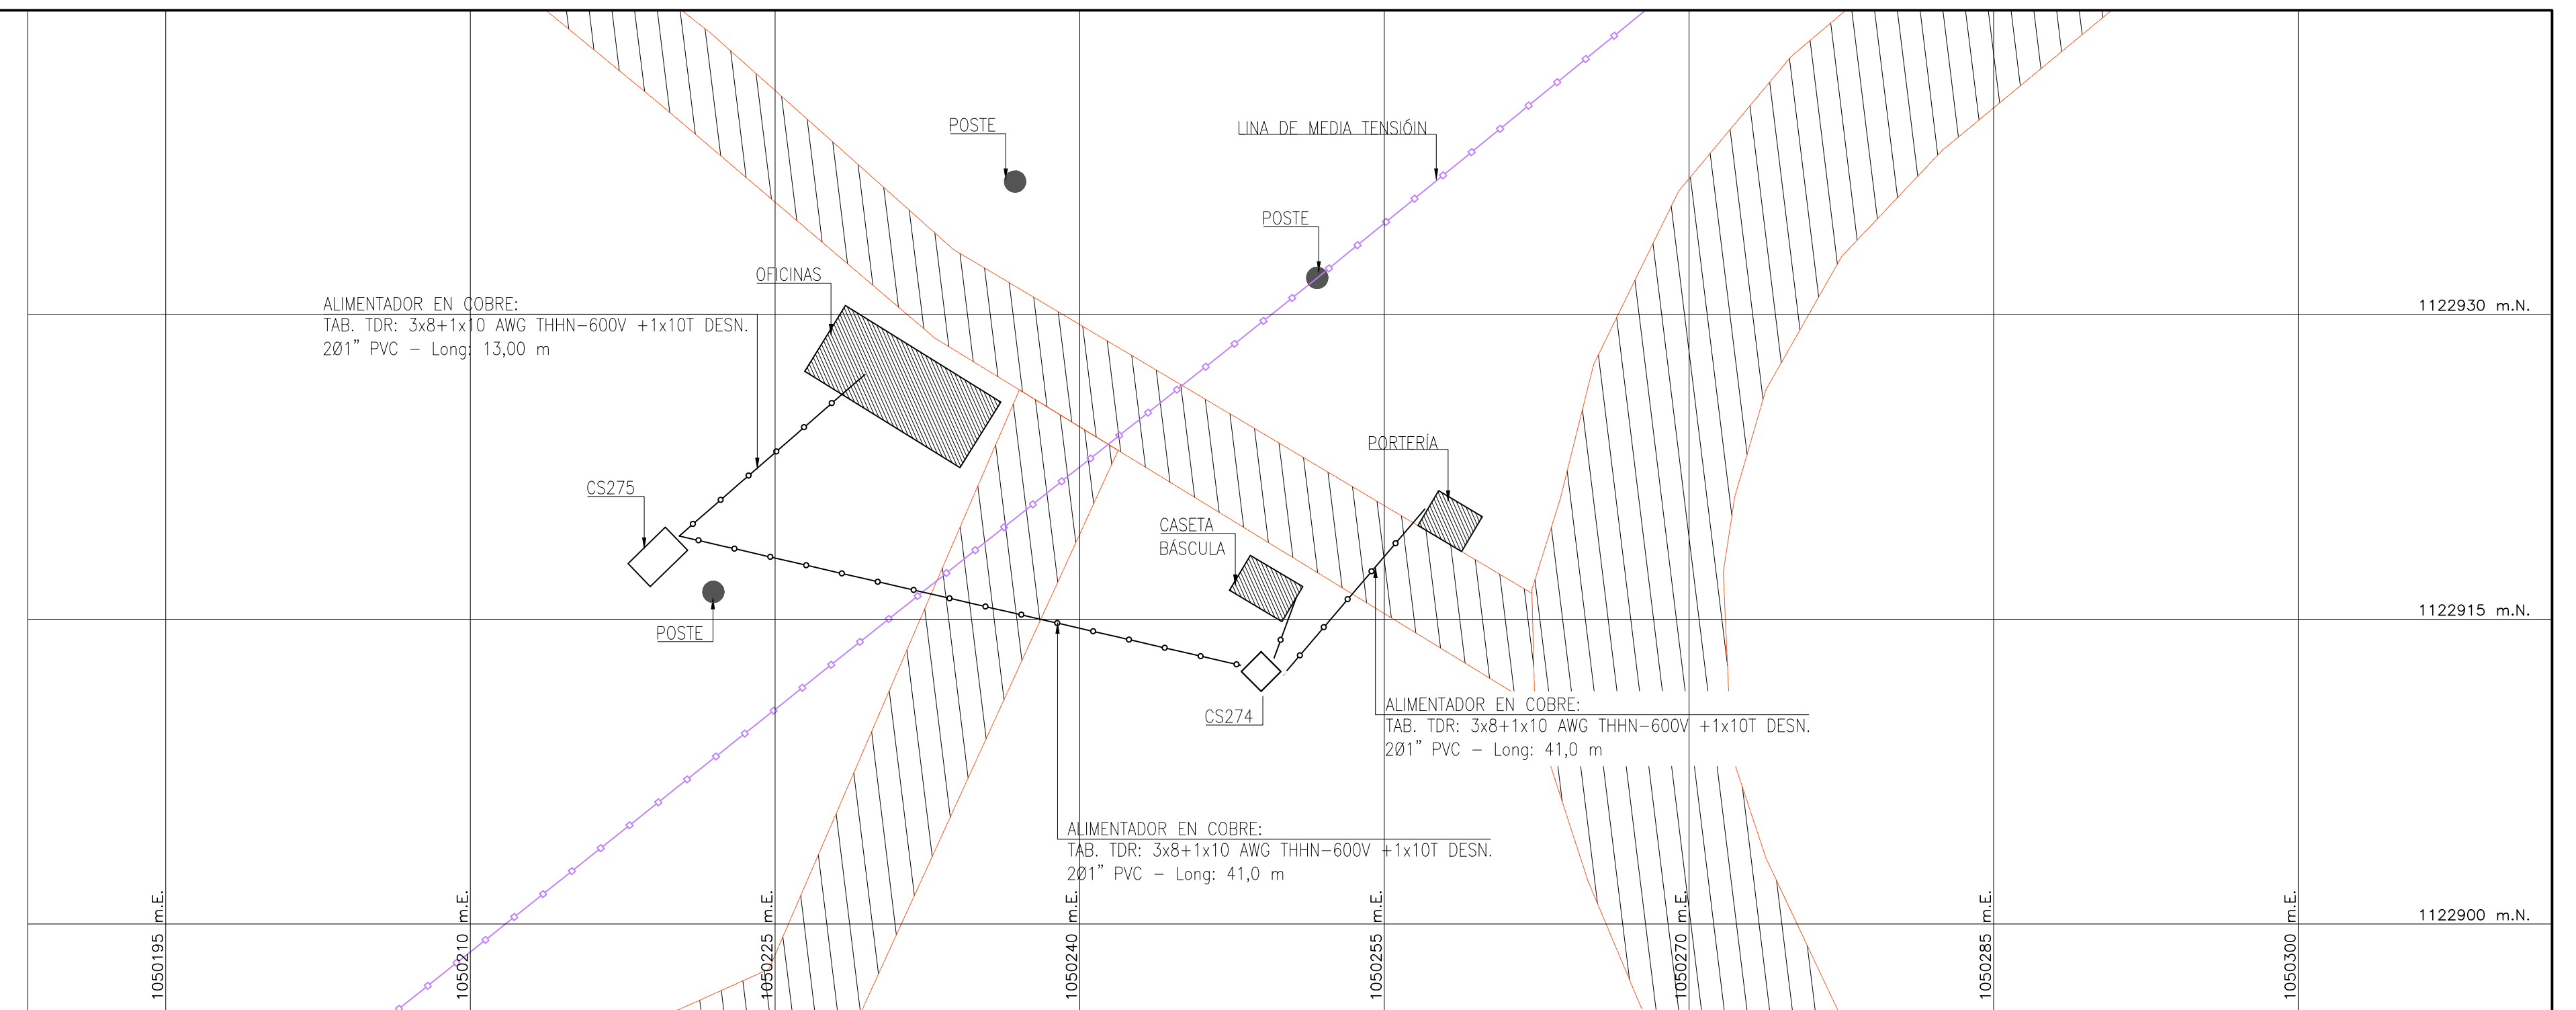 POSTE
LINA DE MEDIA TENSIÓIN
POSTE
OFICINAS
ALIMENTADOR EN COBRE:
TAB. TDR: 3x8+1x10 AWG THHN-600V +1x10T DESN.
2Ø1" PVC - Long: 13,00 m
1122930 m.N.
PORTERÍA
CS275
CASETA
BÁSCULA
1122915 m.N.
POSTE
CS274
ALIMENTADOR EN COBRE:
TAB. TDR: 3x8+1x10 AWG THHN-600V +1x10T DESN.
2Ø1" PVC - Long: 41,0 m
ALIMENTADOR EN COBRE:
TAB. TDR: 3x8+1x10 AWG THHN-600V +1x10T DESN.
2Ø1" PVC - Long: 41,0 m
1122900 m.N.
1050195 m.E.
1050210 m.E.
1050225 m.E.
1050240 m.E.
1050255 m.E.
1050270 m.E.
1050285 m.E.
1050300 m.E.